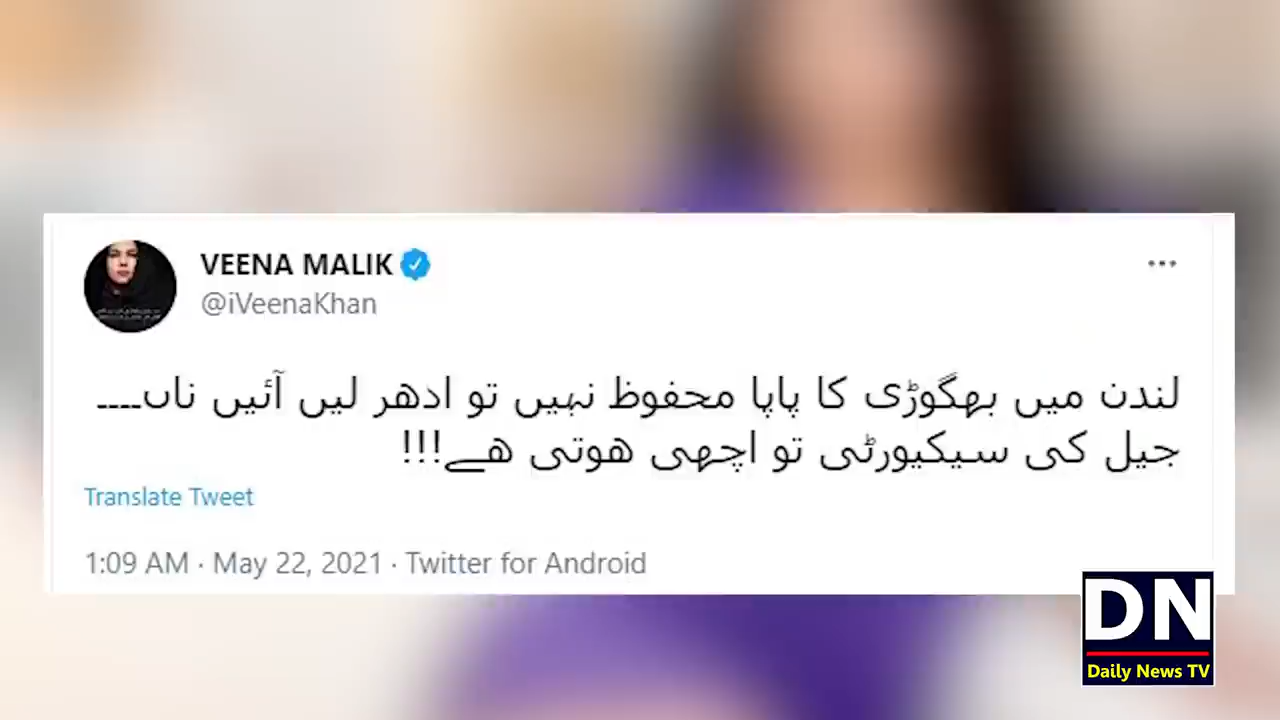 VEENA MALIK
@iVeenaKhan
لندن میں بھگوڑی کا پاپا محفوظ نہیں تو ادھر لیں آئیں ناں۔۔۔۔
جیل کی سیکیورٹی تو اچھی ھوتی ھے!!!
Translate Tweet
1:09 AM · May 22, 2021 · Twitter for Android
DN
Daily News TV